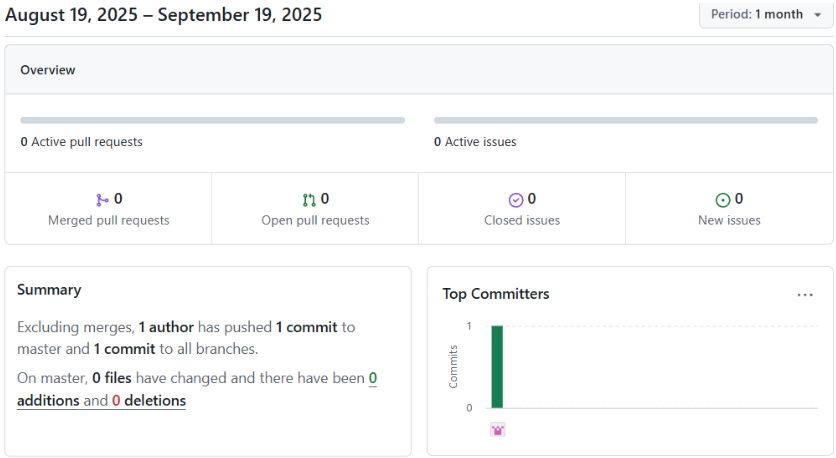 August 19, 2025 – September 19, 2025
Period: 1 month
Overview
0 Active pull requests
0 Active issues
0
Merged pull requests
0
Open pull requests
0
Closed issues
0
New issues
Summary
Excluding merges, 1 author has pushed 1 commit to
master and 1 commit to all branches.
On master, 0 files have changed and there have been 0
additions and 0 deletions
Top Committers
1
Commits
0